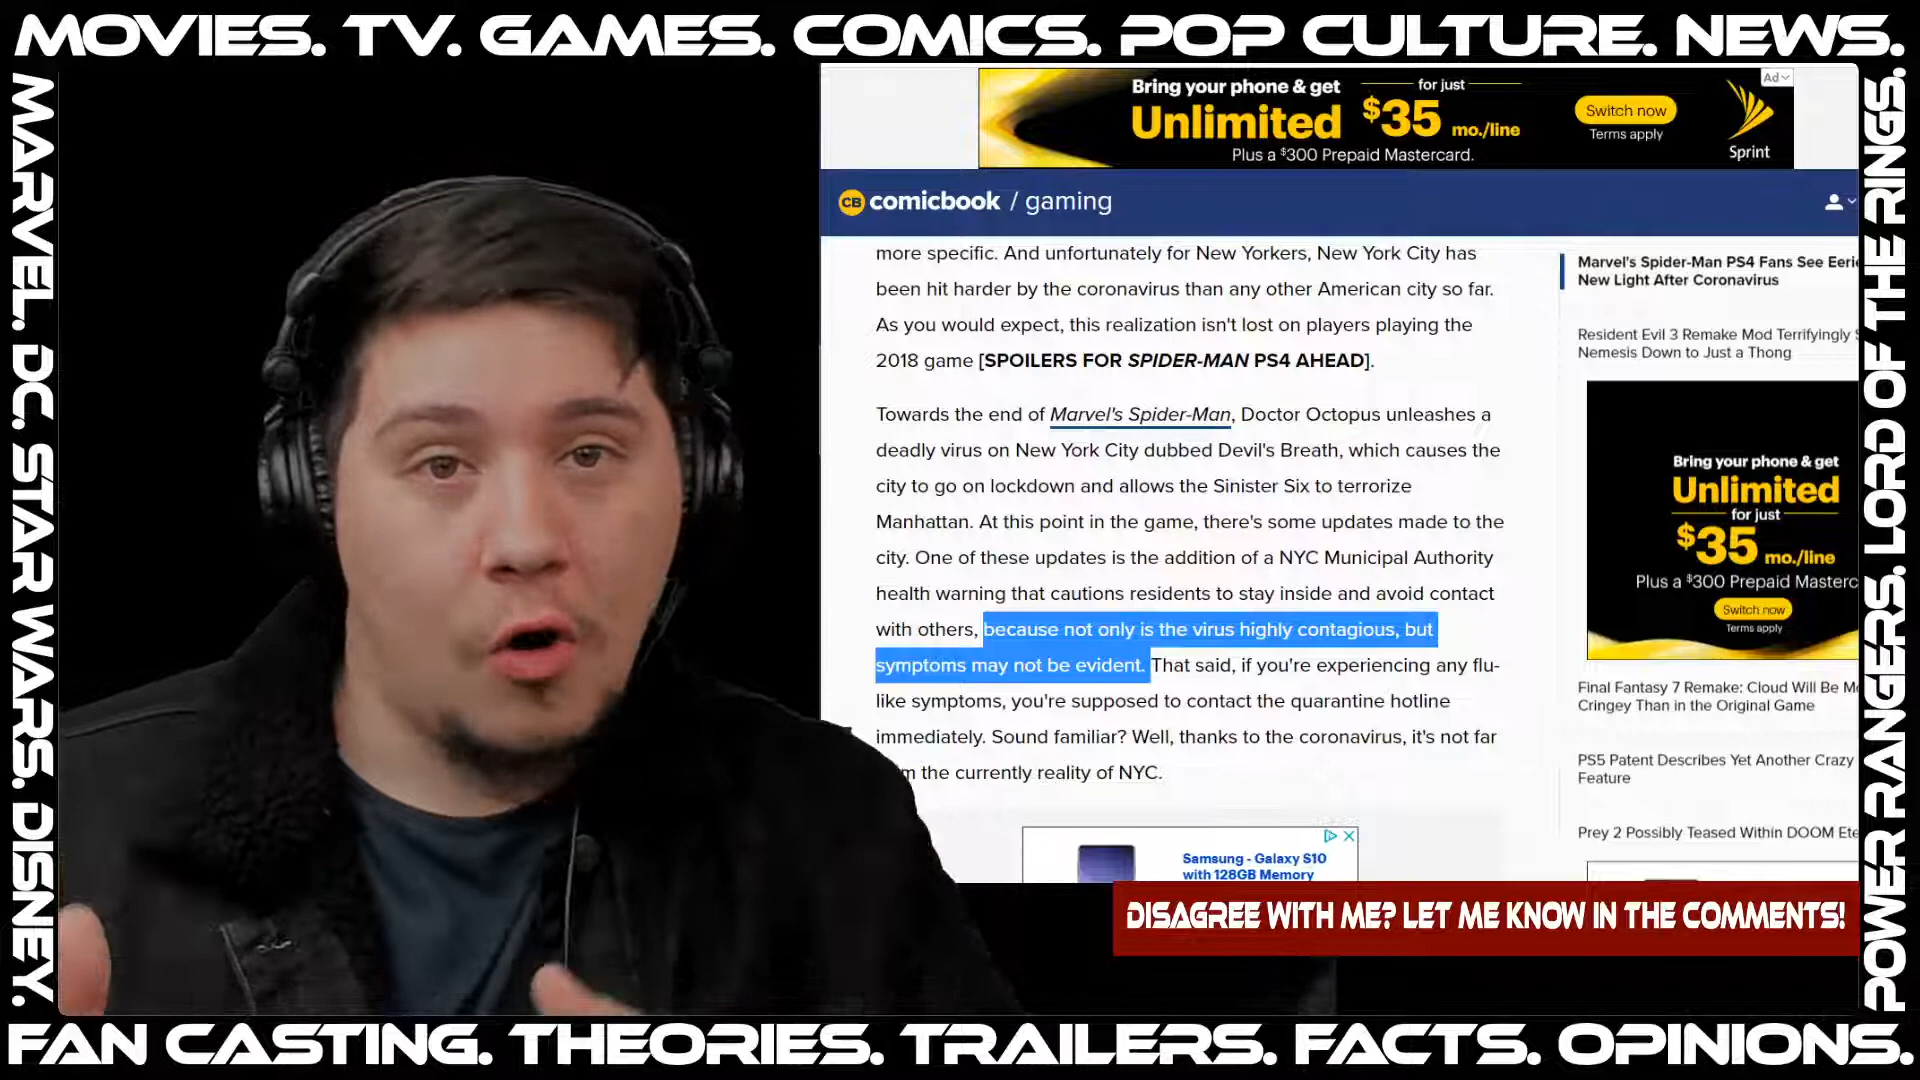 MOVIES. TV. GAMES. COMICS. POP CULTURE. NEWS.
MARVEL. DC. STAR WARS. DISNEY.
Bring your phone & get
Unlimited
for just
$35 mo./line
Plus a $300 Prepaid Mastercard.
Switch now
Terms apply
Ad
Sprint
CB comicbook / gaming
more specific. And unfortunately for New Yorkers, New York City has
been hit harder by the coronavirus than any other American city so far.
As you would expect, this realization isn't lost on players playing the
2018 game [SPOILERS FOR SPIDER-MAN PS4 AHEAD].
Towards the end of Marvel's Spider-Man, Doctor Octopus unleashes a
deadly virus on New York City dubbed Devil's Breath, which causes the
city to go on lockdown and allows the Sinister Six to terrorize
Manhattan. At this point in the game, there's some updates made to the
city. One of these updates is the addition of a NYC Municipal Authority
health warning that cautions residents to stay inside and avoid contact
with others, because not only is the virus highly contagious, but
symptoms may not be evident. That said, if you're experiencing any flu-
like symptoms, you're supposed to contact the quarantine hotline
immediately. Sound familiar? Well, thanks to the coronavirus, it's not far
the currently reality of NYC.
Samsung - Galaxy S10
with 128GB Memory
Marvel's Spider-Man PS4 Fans See
New Light After Coronavirus
Resident Evil 3 Remake Mod Terrifyingly
Nemesis Down to Just a Thong
Bring your phone & get
Unlimited
for just
$35 mo./line
Plus a $300 Prepaid
Switch now
Terms apply
Final Fantasy 7 Remake: Cloud Will Be
Cringey Than in the Original Game
PS5 Patent Describes Yet Another Crazy
Feature
Prey 2 Possibly Teased Within DOOM
DISAGREE WITH ME? LET ME KNOW IN THE COMMENTS!
POWER RANGERS. LORD OF THE RINGS.
FAN CASTING. THEORIES. TRAILERS. FACTS. OPINIONS.